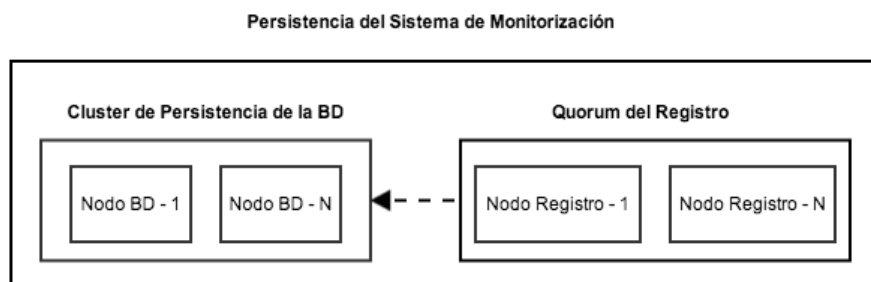 Persistencia del Sistema de Monitorización
Cluster de Persistencia de la BD
Quorum del Registro
Nodo BD - 1
Nodo BD - N
Nodo Registro - 1
Nodo Registro - N